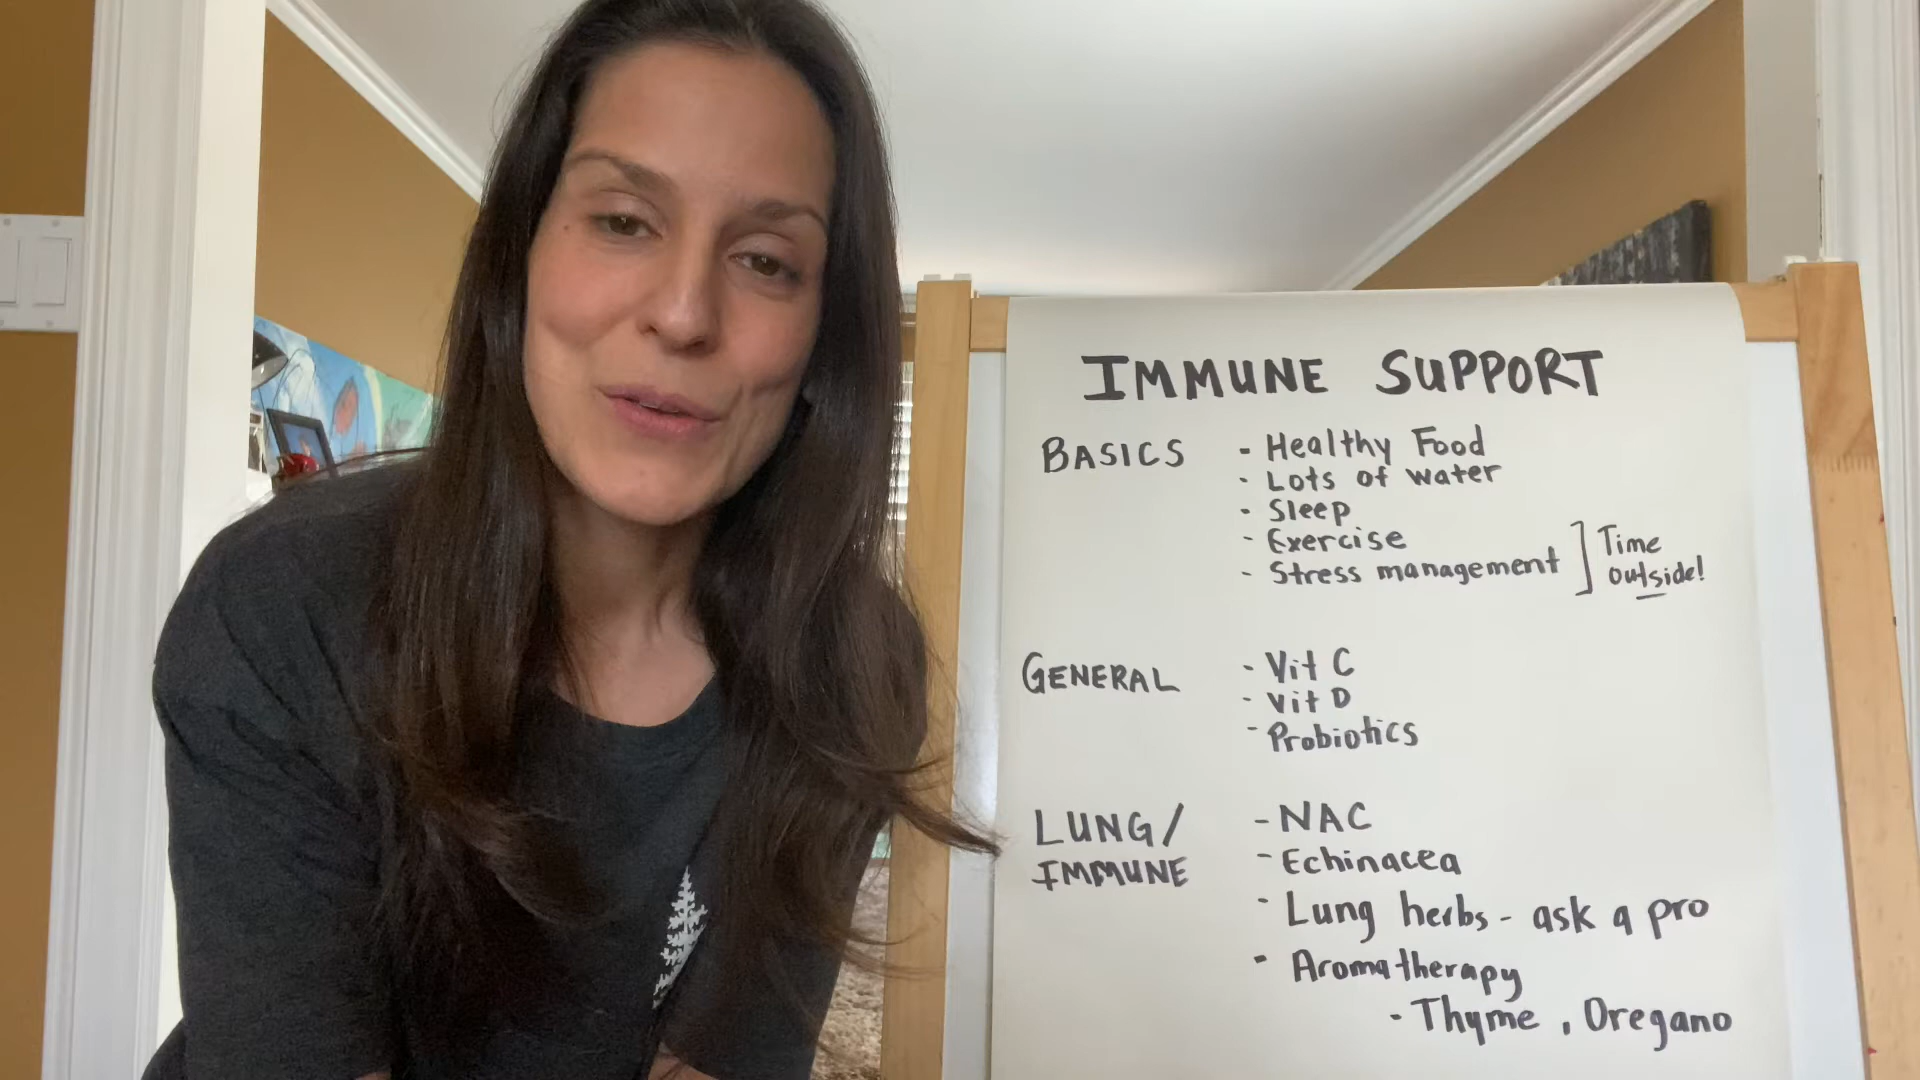 IMMUNE SUPPORT
BASICS - Healthy Food
- Lots of water
- Sleep
- Exercise
- Stress management ] Time outside!
GENERAL - Vit C
- Vit D
- Probiotics
LUNG/ IMMUNE - NAC
- Echinacea
- Lung herbs - ask a pro
- Aromatherapy
- Thyme, Oregano